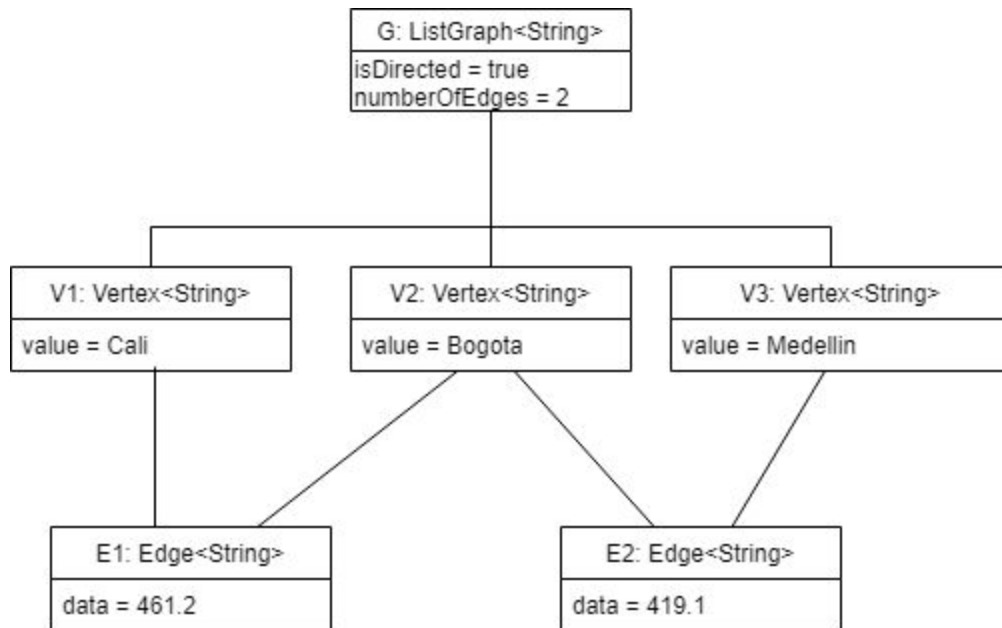 G: ListGraph<String>
isDirected = true
numberOfEdges = 2
V1: Vertex<String>
value = Cali
V2: Vertex<String>
value = Bogota
V3: Vertex<String>
value = Medellin
E1: Edge<String>
data = 461.2
E2: Edge<String>
data = 419.1